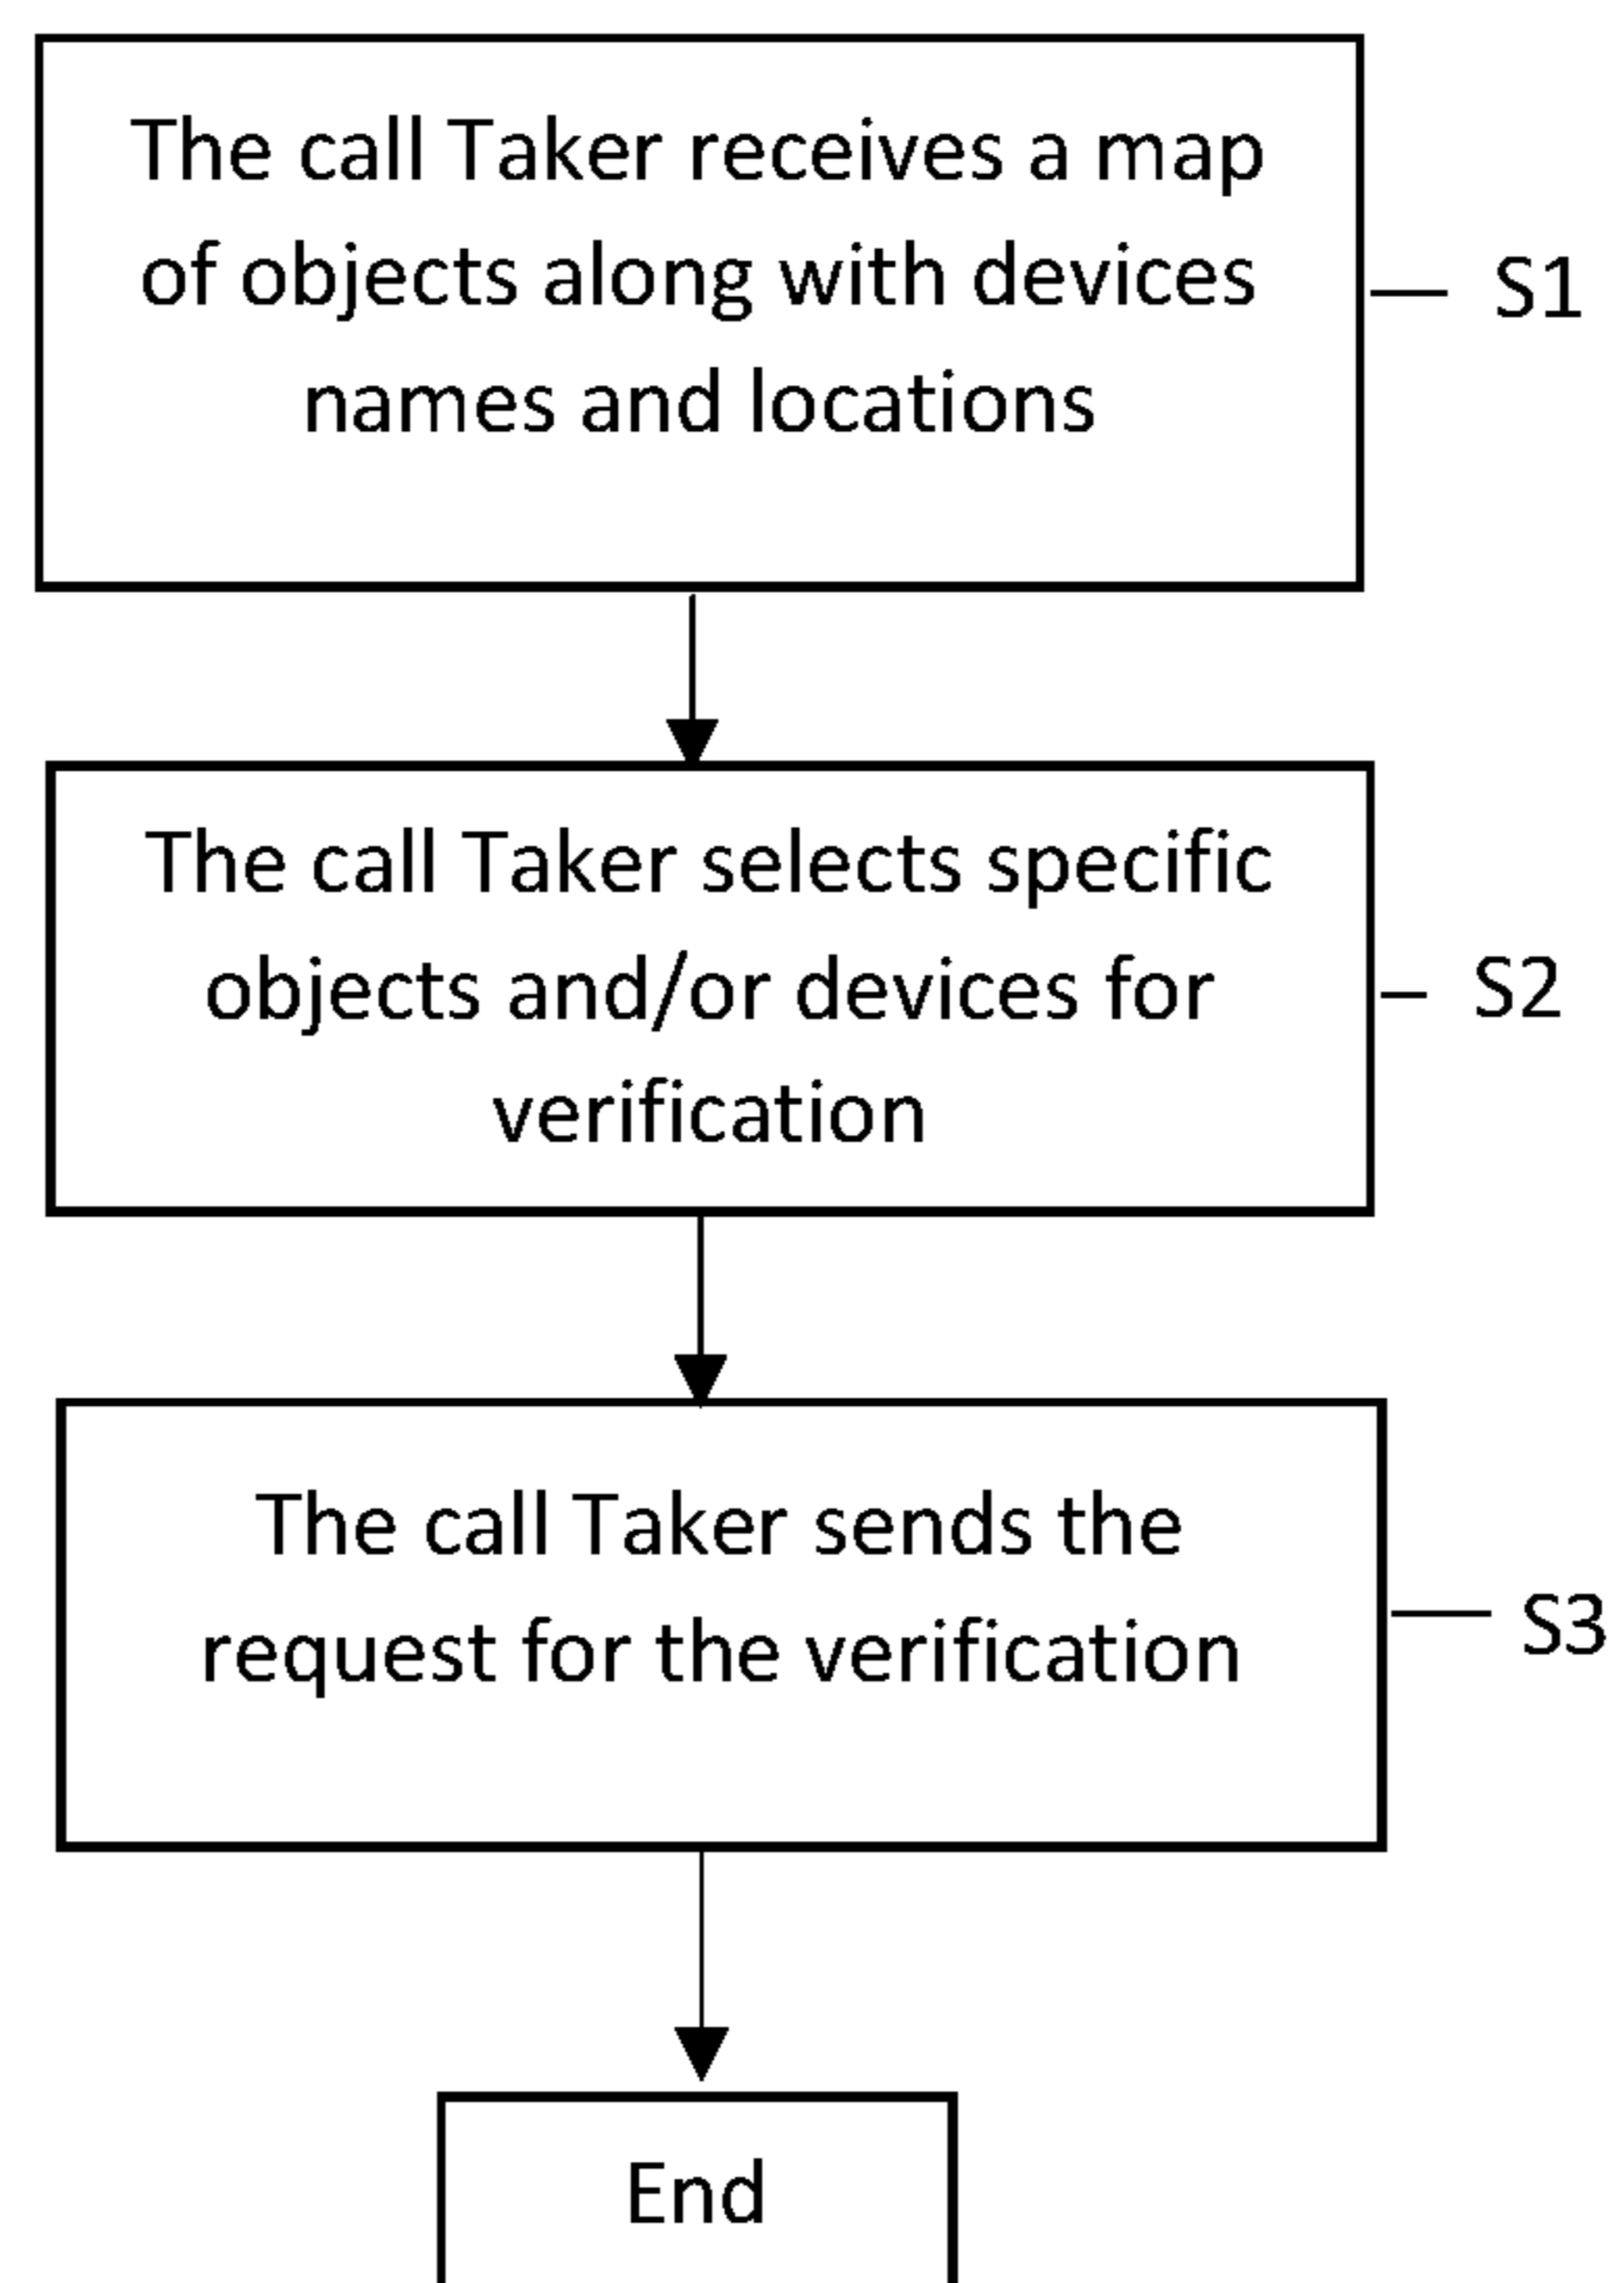 The call Taker receives a map
of objects along with devices
names and locations
S1
The call Taker selects specific
objects and/or devices for
verification
S2
The call Taker sends the
request for the verification
S3
End